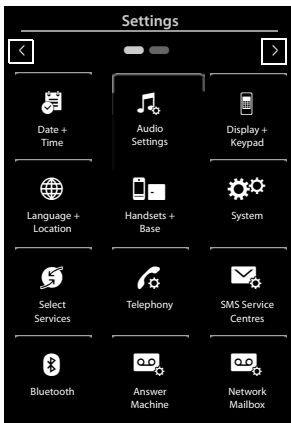 Settings
Date +
Time
Audio
Settings
Display +
Keypad
Language +
Location
Handsets +
Base
System
Select
Services
Telephony
SMS Service
Centres
Bluetooth
Answer
Machine
Network
Mailbox